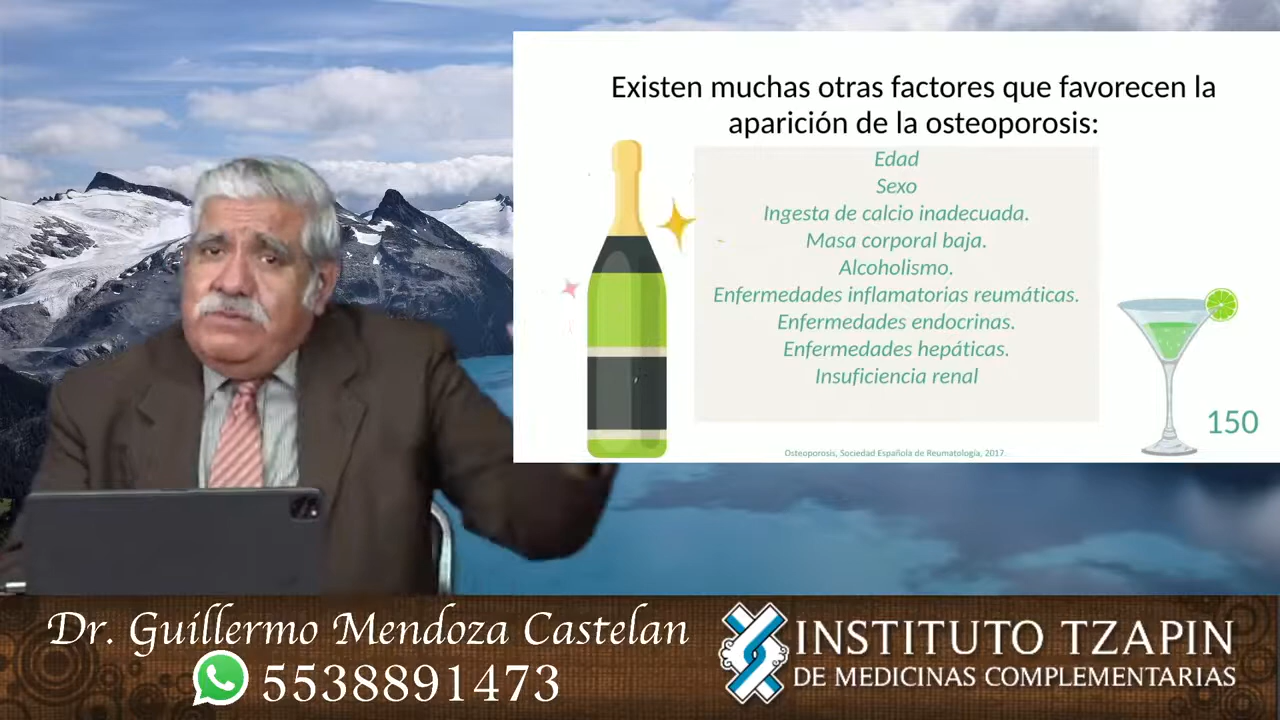 Existen muchas otras factores que favorecen la
aparición de la osteoporosis:
Edad
Sexo
Ingesta de calcio inadecuada.
Masa corporal baja.
Alcoholismo.
Enfermedades inflamatorias reumáticas.
Enfermedades endocrinas.
Enfermedades hepáticas.
Insuficiencia renal
150
Osteoporosis, Sociedad Española de Reumatología, 2017.
Dr. Guillermo Mendoza Castelan
5538891473
INSTITUTO TZAPIN
DE MEDICINAS COMPLEMENTARIAS